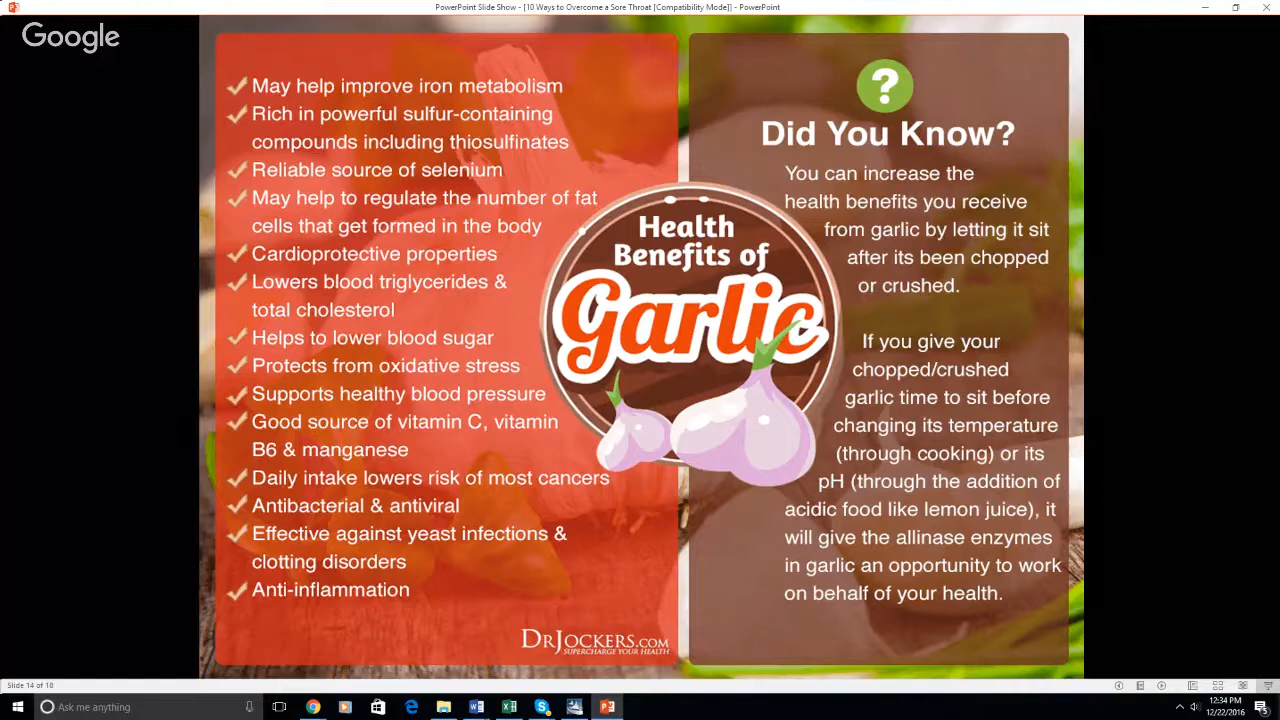 PowerPoint Slide Show - [10 Ways to Overcome a Sore Throat [Compatibility Mode]] - PowerPoint
Google
May help improve iron metabolism
Rich in powerful sulfur-containing
compounds including thiosulfinates
Reliable source of selenium
May help to regulate the number of fat
cells that get formed in the body
Cardioprotective properties
Lowers blood triglycerides &
total cholesterol
Helps to lower blood sugar
Protects from oxidative stress
Supports healthy blood pressure
Good source of vitamin C, vitamin
B6 & manganese
Daily intake lowers risk of most cancers
Antibacterial & antiviral
Effective against yeast infections &
clotting disorders
Anti-inflammation
DRJOCKERS.COM
SUPERCHARGE YOUR HEALTH
Health
Benefits of
Garlic
?
Did You Know?
You can increase the
health benefits you receive
from garlic by letting it sit
after its been chopped
or crushed.
If you give your
chopped/crushed
garlic time to sit before
changing its temperature
(through cooking) or its
pH (through the addition of
acidic food like lemon juice), it
will give the allinase enzymes
in garlic an opportunity to work
on behalf of your health.
Slide 14 of 18
Ask me anything
12:34 PM
12/22/2016
5